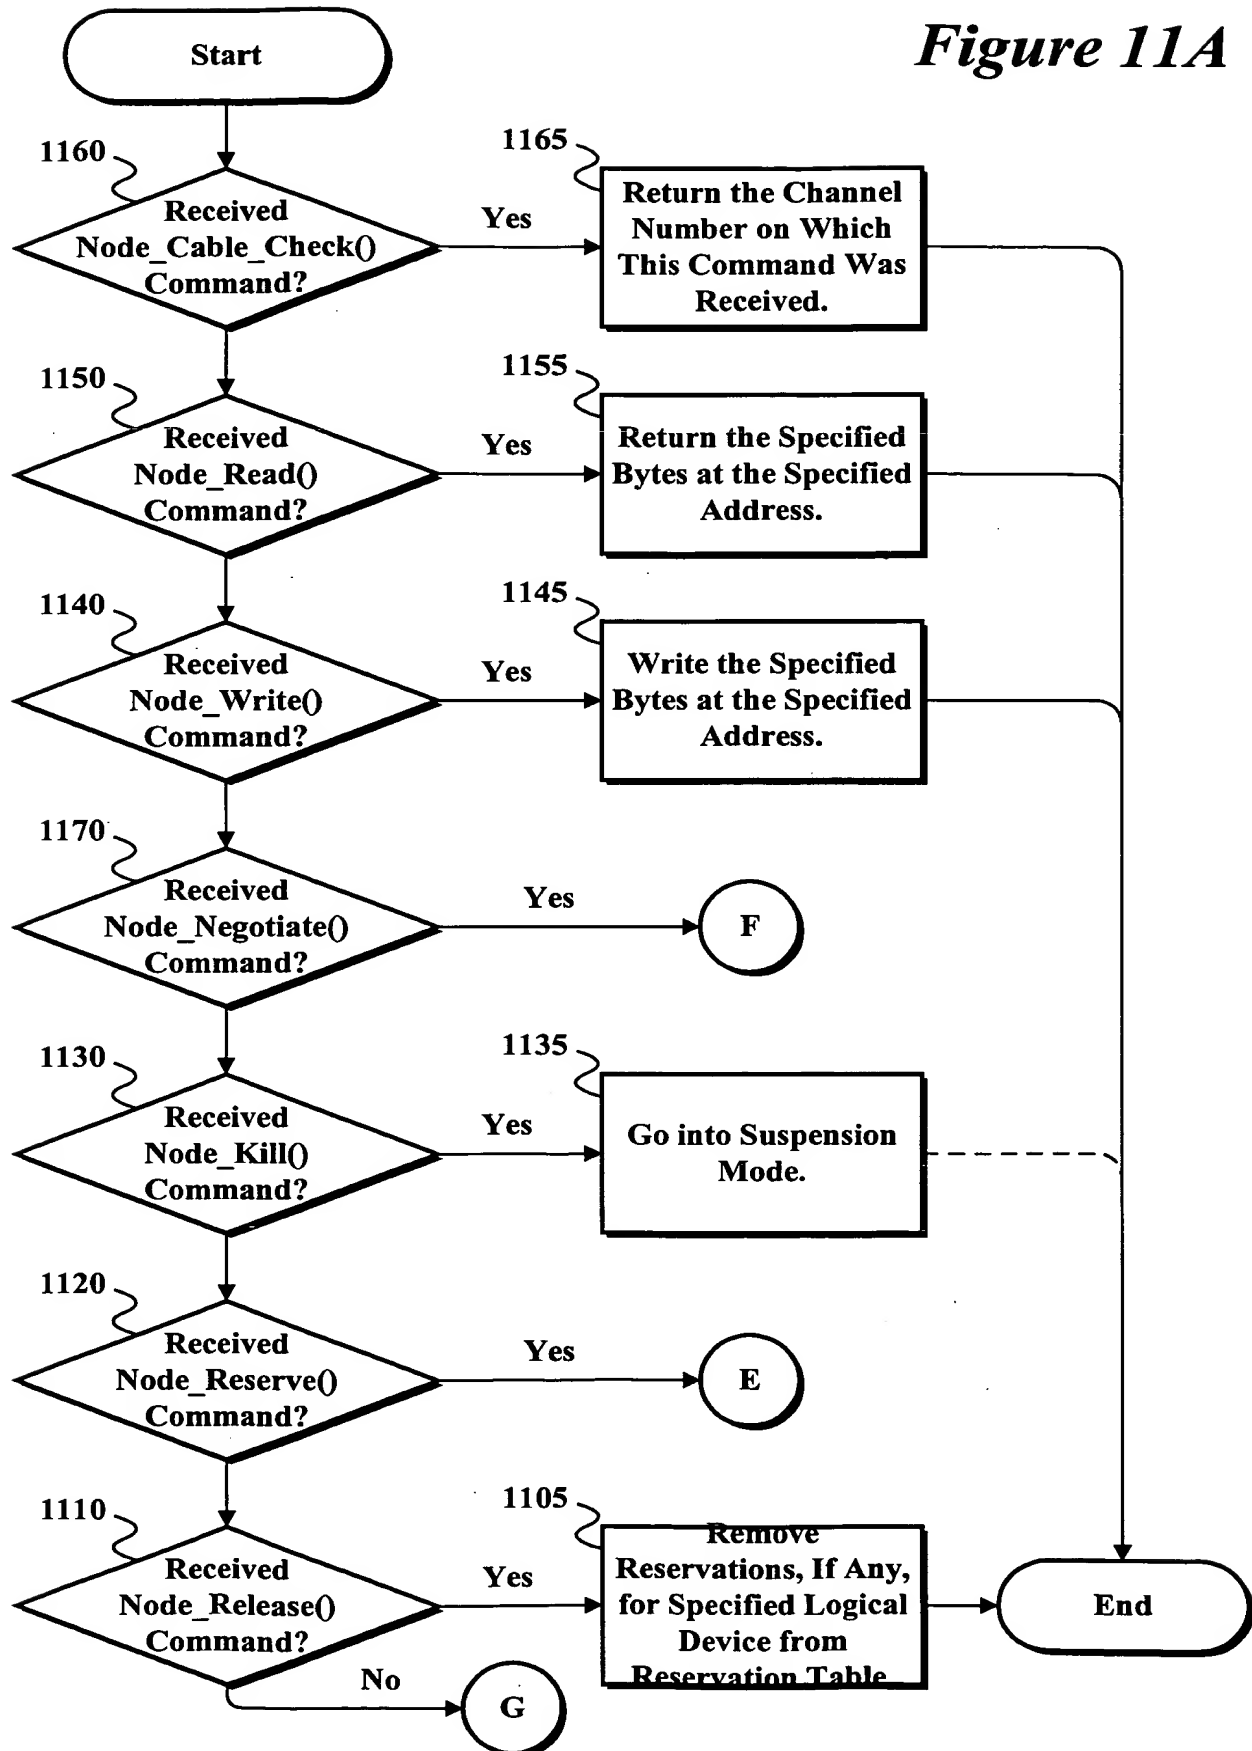 Figure 11A
Start
1160
Received
Node_Cable_Check()
Command?
Yes
1165
Return the Channel
Number on Which
This Command Was
Received.
1150
Received
Node_Read()
Command?
Yes
1155
Return the Specified
Bytes at the Specified
Address.
1140
Received
Node_Write()
Command?
Yes
1145
Write the Specified
Bytes at the Specified
Address.
1170
Received
Node_Negotiate()
Command?
Yes
F
1130
Received
Node_Kill()
Command?
Yes
1135
Go into Suspension
Mode.
1120
Received
Node_Reserve()
Command?
Yes
E
1110
Received
Node_Release()
Command?
Yes
1105
Remove
Reservations, If Any,
for Specified Logical
Device from
Reservation Table
End
No
G